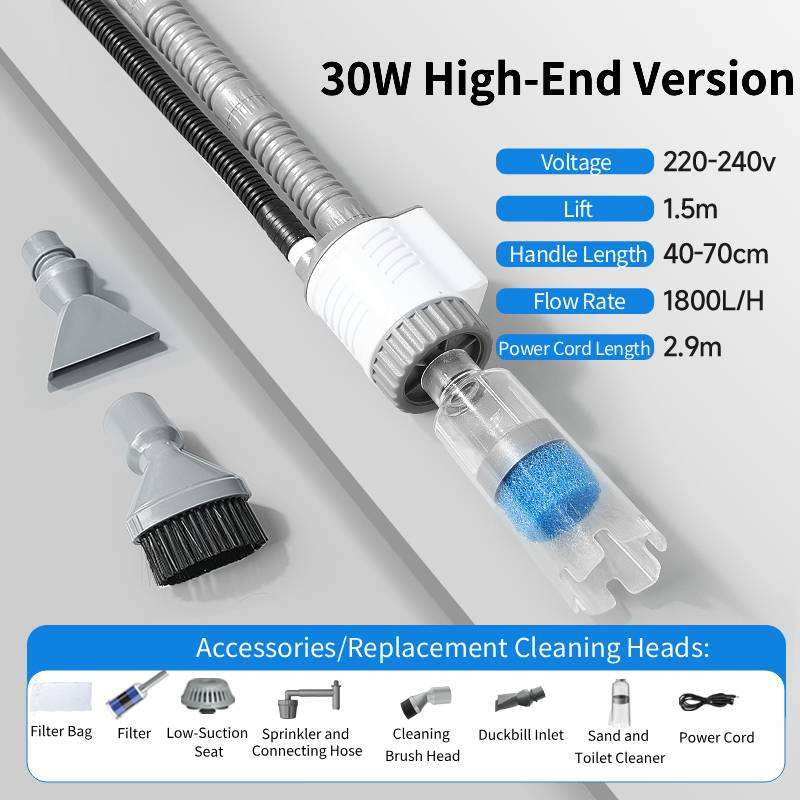 30W High-End Version
Voltage 220-240v
Lift 1.5m
Handle Length 40-70cm
Flow Rate 1800L/H
Power Cord Length 2.9m
Accessories/Replacement Cleaning Heads:
Filter Bag
Filter
Low-Suction
Seat
Sprinkler and
Connecting Hose
Cleaning
Brush Head
Duckbill Inlet
Sand and
Toilet Cleaner
Power Cord